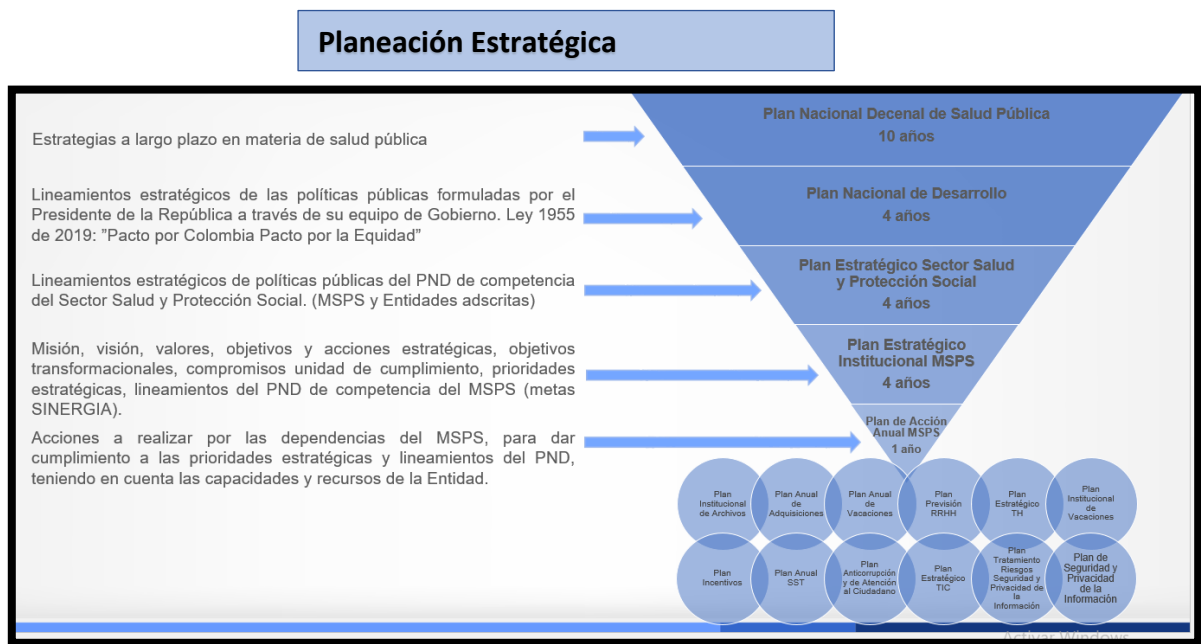 Planeación Estratégica
Estrategias a largo plazo en materia de salud pública
Plan Nacional Decenal de Salud Pública
10 años
Lineamientos estratégicos de las políticas públicas formuladas por el
Presidente de la República a través de su equipo de Gobierno. Ley 1955
de 2019: ”Pacto por Colombia Pacto por la Equidad”
Plan Nacional de Desarrollo
4 años
Lineamientos estratégicos de políticas públicas del PND de competencia
del Sector Salud y Protección Social. (MSPS y Entidades adscritas)
Plan Estratégico Sector Salud
y Protección Social
4 años
Misión, visión, valores, objetivos y acciones estratégicas, objetivos
transformacionales, compromisos unidad de cumplimiento, prioridades
estratégicas, lineamientos del PND de competencia del MSPS (metas
SINERGIA).
Plan Estratégico
Institucional MSPS
4 años
Acciones a realizar por las dependencias del MSPS, para dar
cumplimiento a las prioridades estratégicas y lineamientos del PND,
teniendo en cuenta las capacidades y recursos de la Entidad.
Plan de Acción
Anual MSPS
1 año
Plan
Institucional
de Archivos
Plan Anual
de
Adquisiciones
Plan Anual
de
Vacaciones
Plan
Previsión
RRHH
Plan
Estratégico
TH
Plan
Institucional
de
Vacaciones
Plan
Incentivos
Plan Anual
SST
Plan
Anticorrupción
y de Atención
al Ciudadano
Plan
Estratégico
TIC
Plan
Tratamiento
Riesgos
Seguridad y
Privacidad de
la
Información
Plan de
Seguridad y
Privacidad
de la
Información
Activar Windows